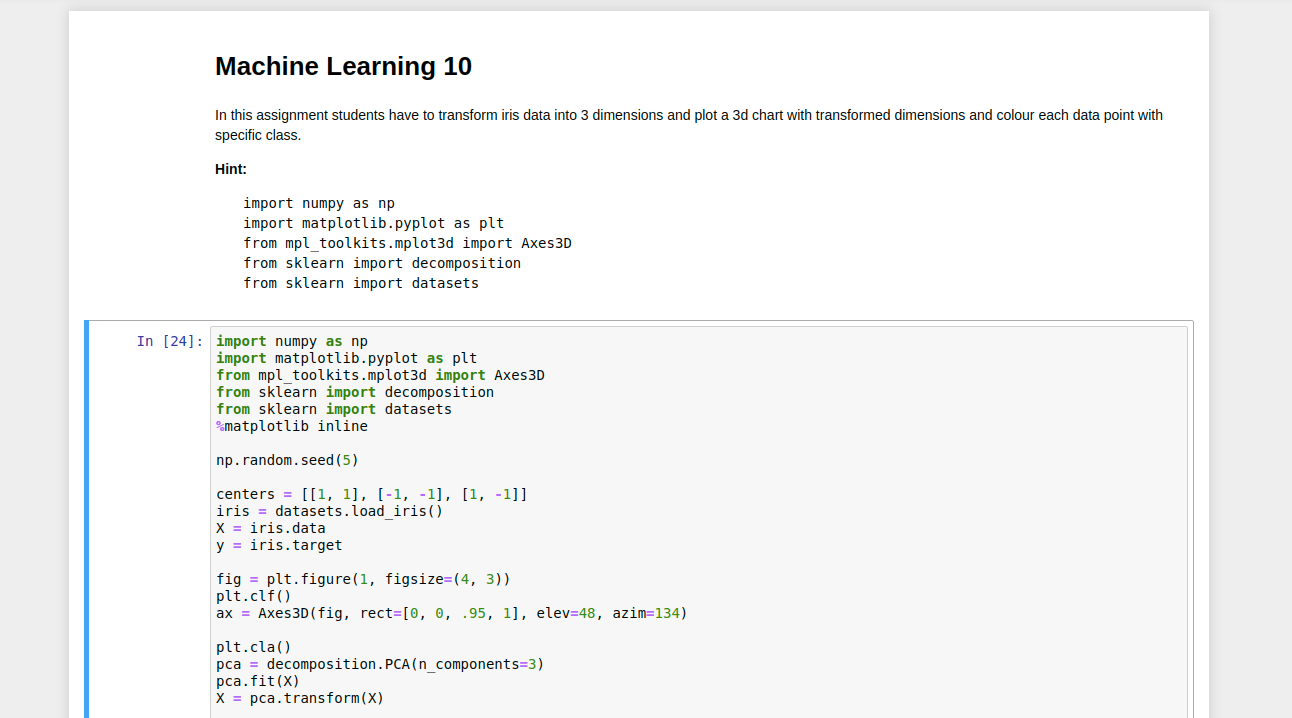 Machine Learning 10
In this assignment students have to transform iris data into 3 dimensions and plot a 3d chart with transformed dimensions and colour each data point with
specific class.
Hint:
import numpy as np
import matplotlib.pyplot as plt
from mpl_toolkits.mplot3d import Axes3D
from sklearn import decomposition
from sklearn import datasets
In [24]: import numpy as np
import matplotlib.pyplot as plt
from mpl_toolkits.mplot3d import Axes3D
from sklearn import decomposition
from sklearn import datasets
%matplotlib inline
np.random.seed(5)
centers = [[1, 1], [-1, -1], [1, -1]]
iris = datasets.load_iris()
X = iris.data
y = iris.target
fig = plt.figure(1, figsize=(4, 3))
plt.clf()
ax = Axes3D(fig, rect=[0, 0, .95, 1], elev=48, azim=134)
plt.cla()
pca = decomposition.PCA(n_components=3)
pca.fit(X)
X = pca.transform(X)